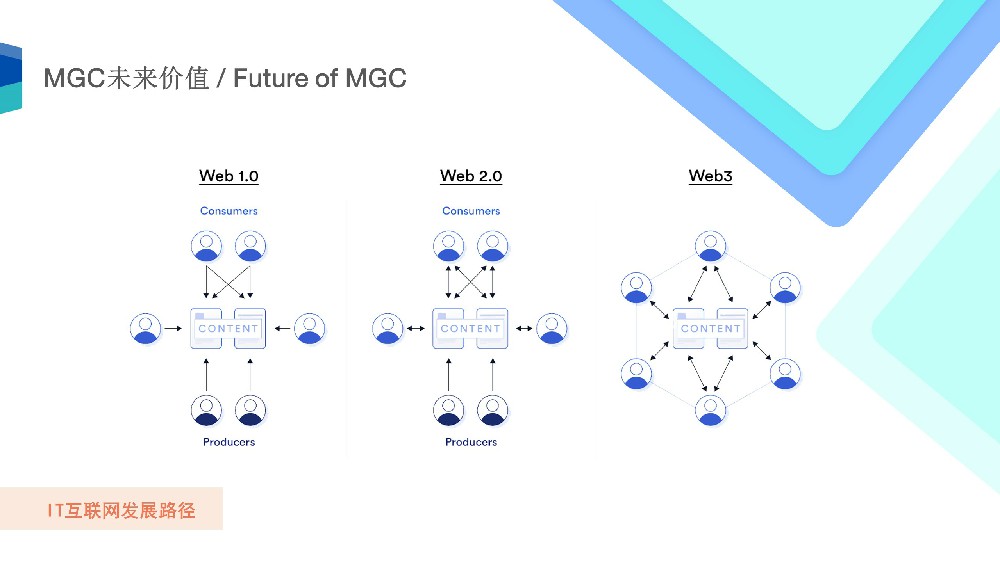 MGC未来价值 / Future of MGC
Web 1.0
Consumers
CONTENT
Producers
Web 2.0
Consumers
CONTENT
Producers
Web3
CONTENT
IT互联网发展路径